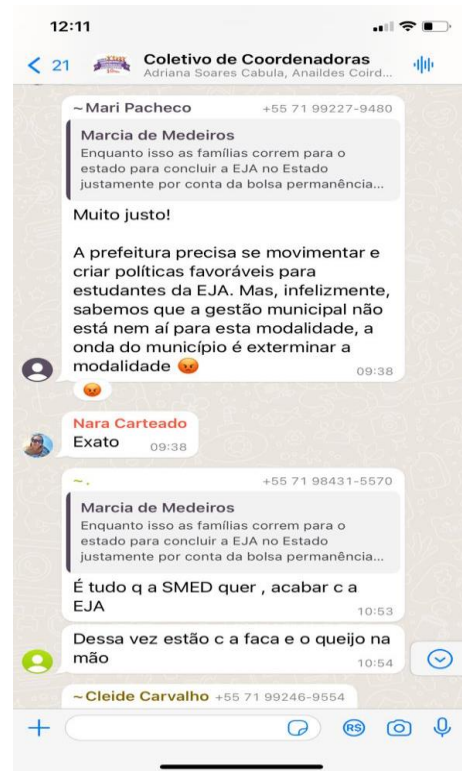 12:11
21
Coletivo de Coordenadoras
Adriana Soares Cabula, Anaildes Coird...
~Mari Pacheco +55 71 99227-9480
Marcia de Medeiros
Enquanto isso as famílias correm para o
estado para concluir a EJA no Estado
justamente por conta da bolsa permanência...
Muito justo!
A prefeitura precisa se movimentar e
criar políticas favoráveis para
estudantes da EJA. Mas, infelizmente,
sabemos que a gestão municipal não
está nem aí para esta modalidade, a
onda do município é exterminar a
modalidade 😡
09:38
😡
Nara Carteado
Exato 09:38
~. +55 71 98431-5570
Marcia de Medeiros
Enquanto isso as famílias correm para o
estado para concluir a EJA no Estado
justamente por conta da bolsa permanência...
É tudo q a SMED quer , acabar c a
EJA
10:53
Dessa vez estão c a faca e o queijo na
mão
10:54
~Cleide Carvalho +55 71 99246-9554
R$